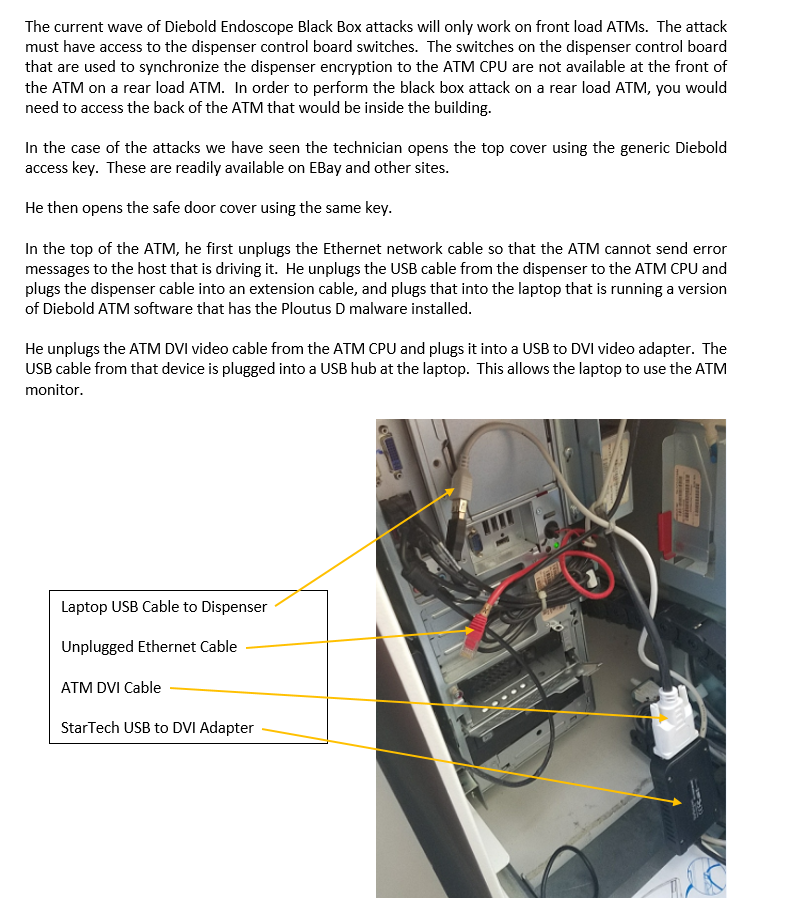 The current wave of Diebold Endoscope Black Box attacks will only work on front load ATMs. The attack
must have access to the dispenser control board switches. The switches on the dispenser control board
that are used to synchronize the dispenser encryption to the ATM CPU are not available at the front of
the ATM on a rear load ATM. In order to perform the black box attack on a rear load ATM, you would
need to access the back of the ATM that would be inside the building.
In the case of the attacks we have seen the technician opens the top cover using the generic Diebold
access key. These are readily available on EBay and other sites.
He then opens the safe door cover using the same key.
In the top of the ATM, he first unplugs the Ethernet network cable so that the ATM cannot send error
messages to the host that is driving it. He unplugs the USB cable from the dispenser to the ATM CPU and
plugs the dispenser cable into an extension cable, and plugs that into the laptop that is running a version
of Diebold ATM software that has the Ploutus D malware installed.
He unplugs the ATM DVI video cable from the ATM CPU and plugs it into a USB to DVI video adapter. The
USB cable from that device is plugged into a USB hub at the laptop. This allows the laptop to use the ATM
monitor.
Laptop USB Cable to Dispenser
Unplugged Ethernet Cable
ATM DVI Cable
StarTech USB to DVI Adapter